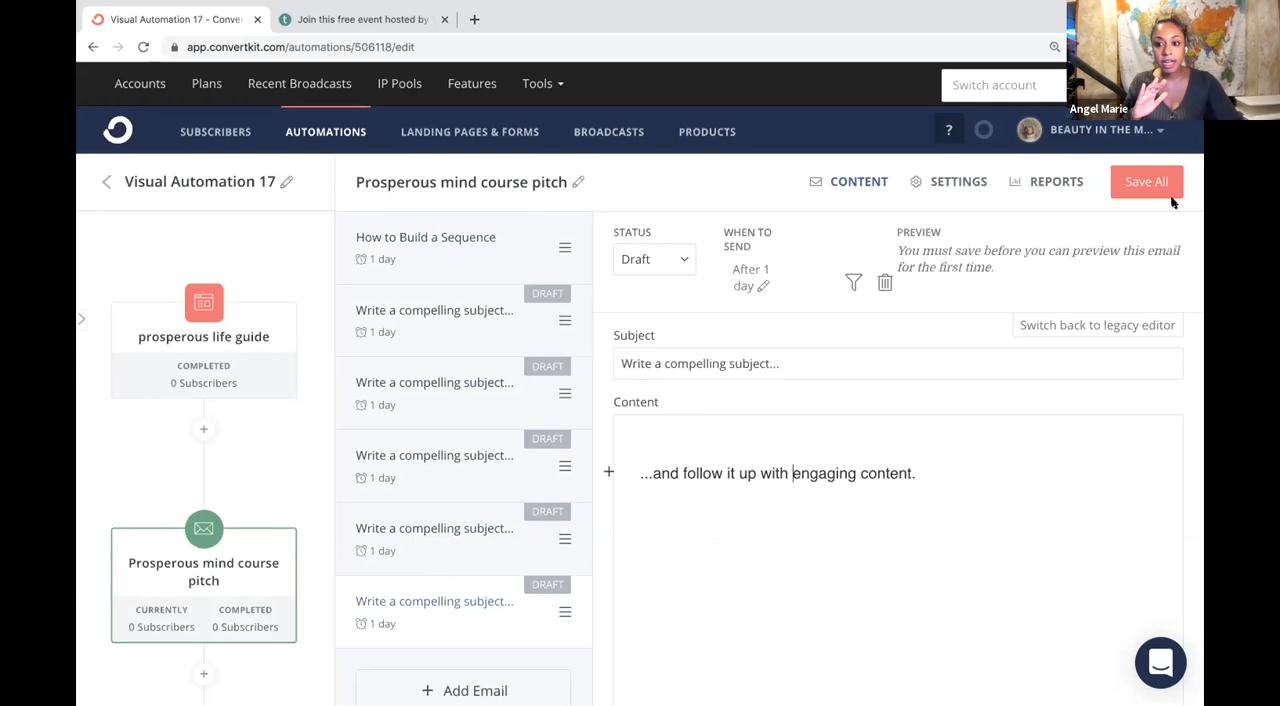 Visual Automation 17 - Conver
Join this free event hosted by
app.convertkit.com/automations/506118/edit
Accounts
Plans
Recent Broadcasts
IP Pools
Features
Tools
Switch account
Angel Marie
SUBSCRIBERS
AUTOMATIONS
LANDING PAGES & FORMS
BROADCASTS
PRODUCTS
?
BEAUTY IN THE M...
Visual Automation 17
Prosperous mind course pitch
CONTENT
SETTINGS
REPORTS
Save All
prosperous life guide
COMPLETED
0 Subscribers
Prosperous mind course
pitch
CURRENTLY
0 Subscribers
COMPLETED
0 Subscribers
How to Build a Sequence
1 day
DRAFT
Write a compelling subject...
1 day
DRAFT
Write a compelling subject...
1 day
DRAFT
Write a compelling subject...
1 day
DRAFT
Write a compelling subject...
1 day
DRAFT
Write a compelling subject...
1 day
+ Add Email
STATUS
Draft
WHEN TO
SEND
After 1
day
PREVIEW
You must save before you can preview this email
for the first time.
Switch back to legacy editor
Subject
Write a compelling subject...
Content
...and follow it up with engaging content.